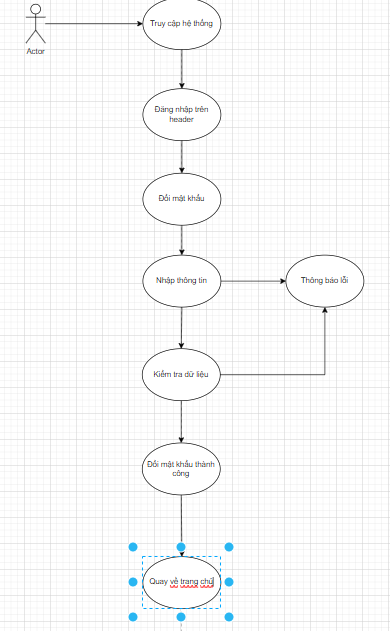 Truy cập hệ thống
Actor
Đăng nhập trên
header
Đổi mật khẩu
Nhập thông tin
Thông báo lỗi
Kiểm tra dữ liệu
Đổi mật khẩu thành
công
Quay về trang chủ